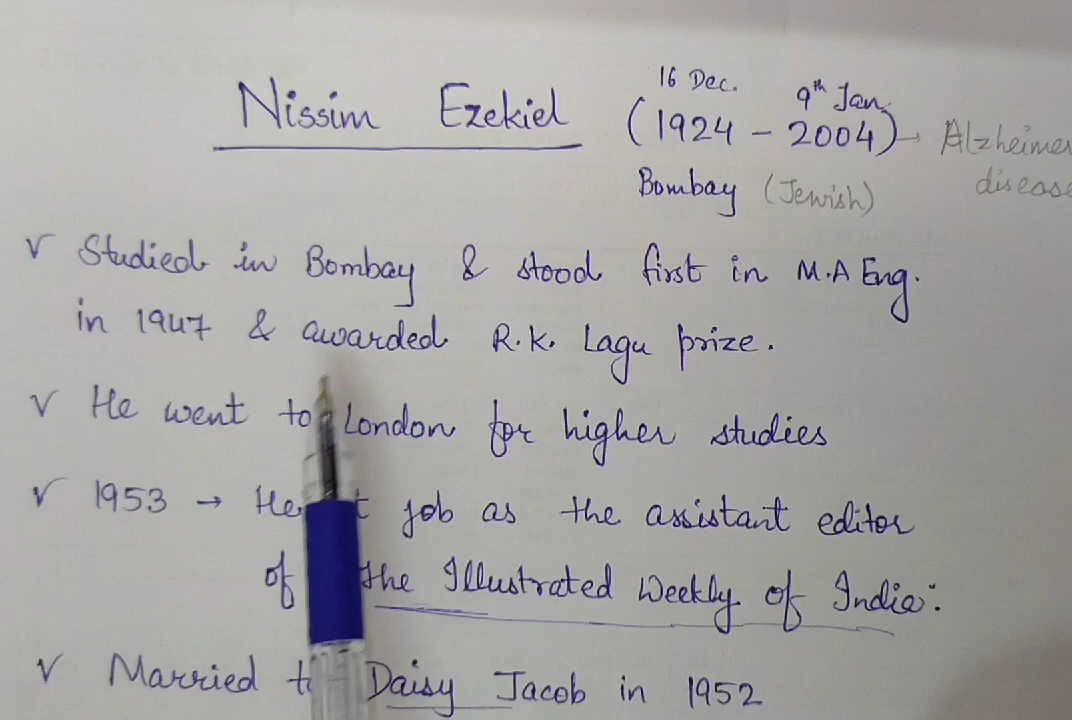 16 Dec. 9th Jan.
Nissim Ezekiel (1924 - 2004) → Alzheimer
Bombay (Jewish) disease
v Studied in Bombay & stood first in M.A Eng.
in 1947 & awarded R.K. Lagu prize.
v He went to London for higher studies
v 1953 → He job as the assistant editor
of the Illustrated Weekly of India.
v Married Daisy Jacob in 1952